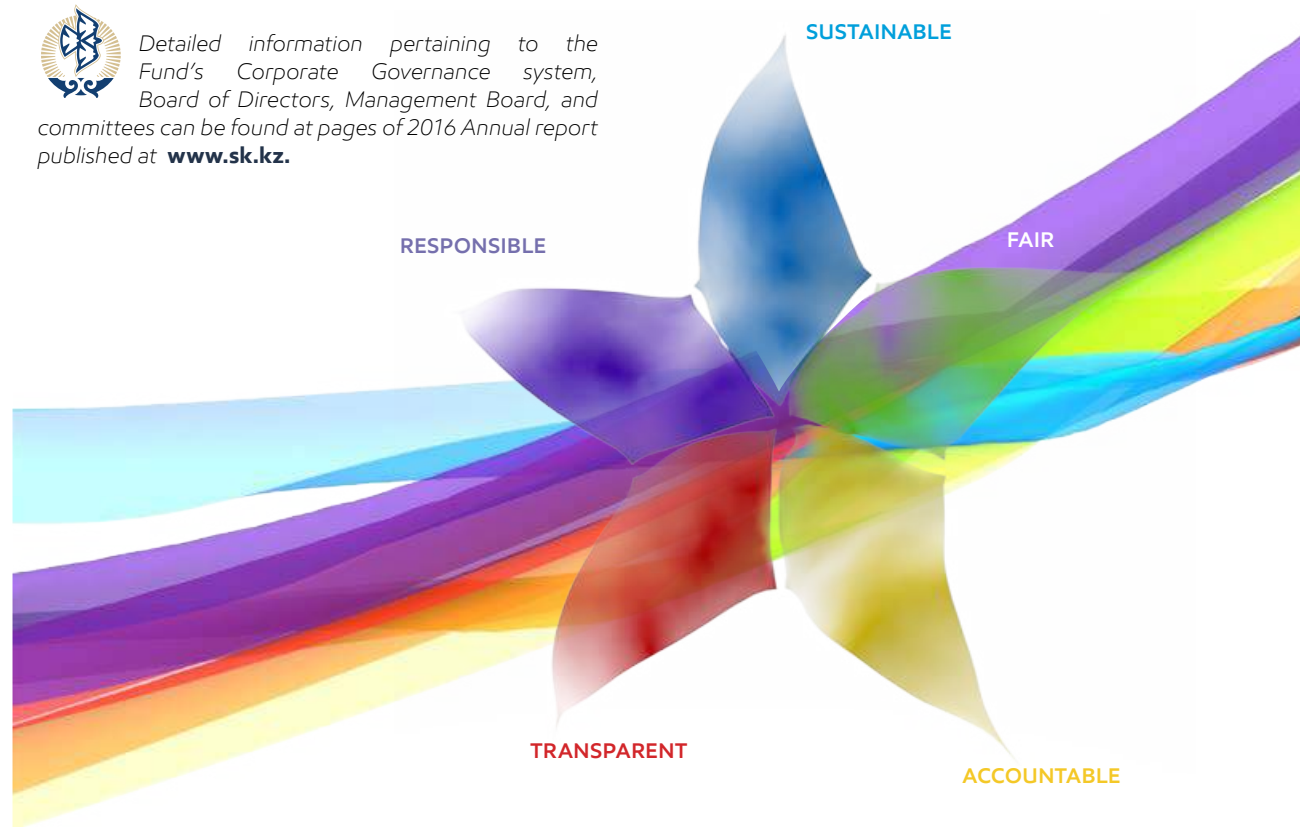 Detailed information pertaining to the
Fund's Corporate Governance system,
Board of Directors, Management Board, and
committees can be found at pages of 2016 Annual report
published at www.sk.kz.
SUSTAINABLE
RESPONSIBLE
FAIR
TRANSPARENT
ACCOUNTABLE